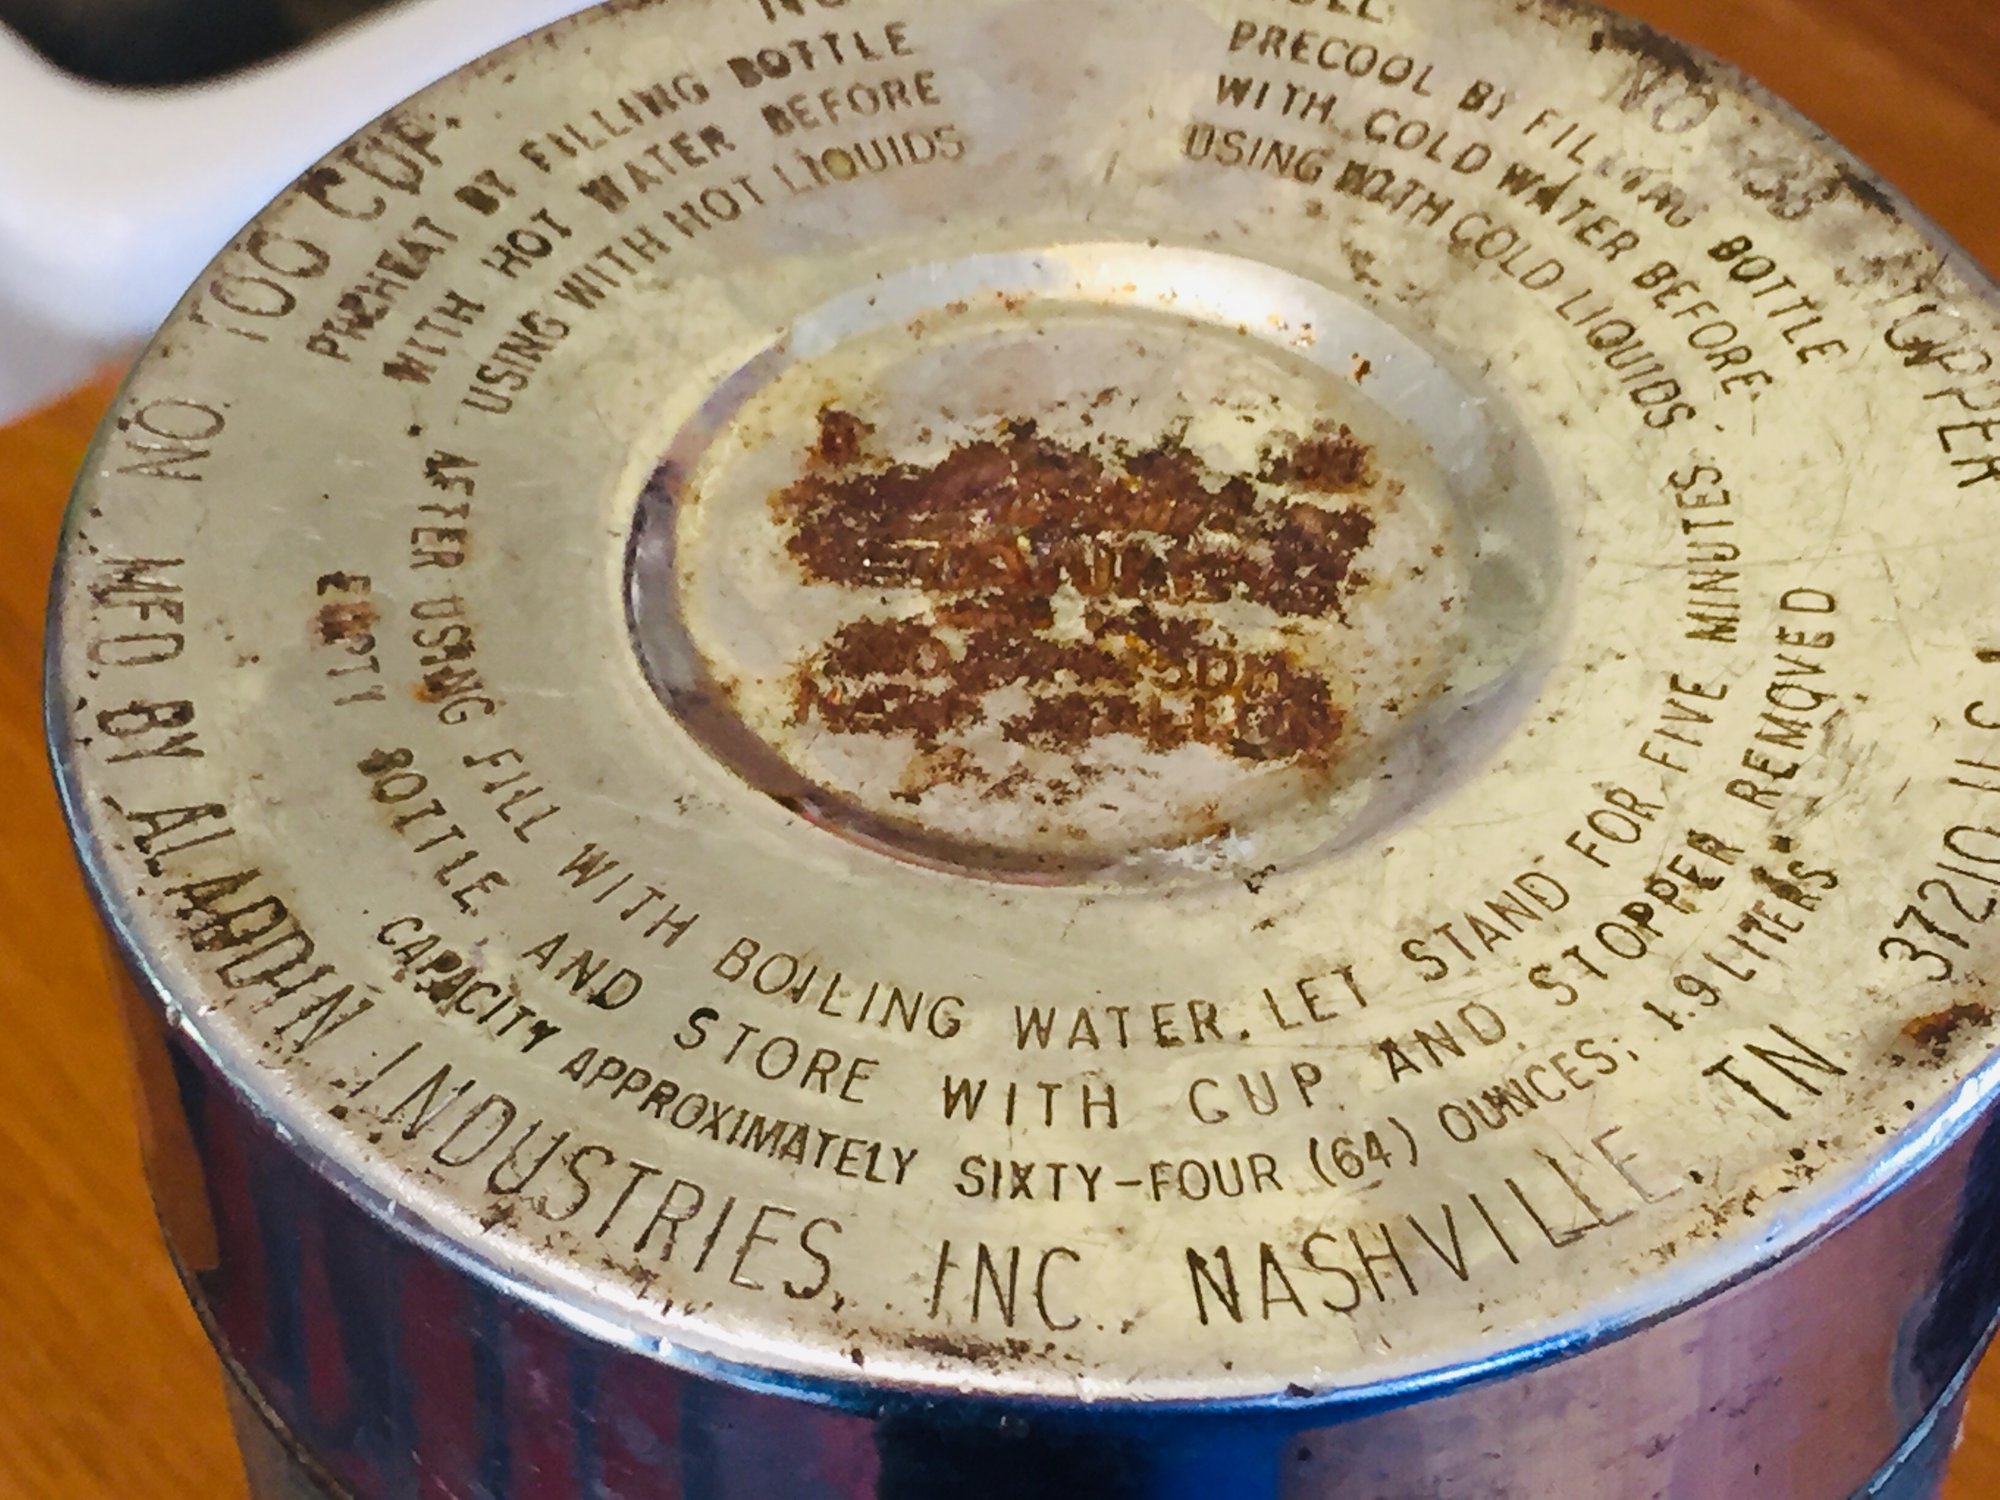 NO. 100 CUP.
NO. 38 STOPPER
PREHEAT BY FILLING BOTTLE
WITH HOT WATER BEFORE
USING WITH HOT LIQUIDS
PRECOOL BY FILLING BOTTLE
WITH COLD WATER BEFORE
USING WITH COLD LIQUIDS
AFTER USING FILL WITH BOILING WATER. LET STAND FOR FIVE MINUTES.
EMPTY BOTTLE AND STORE WITH CUP AND STOPPER REMOVED
CAPACITY APPROXIMATELY SIXTY-FOUR (64) OUNCES; 1.9 LITERS
MFD. BY ALADDIN INDUSTRIES, INC., NASHVILLE, TN 37210 U.S.A.